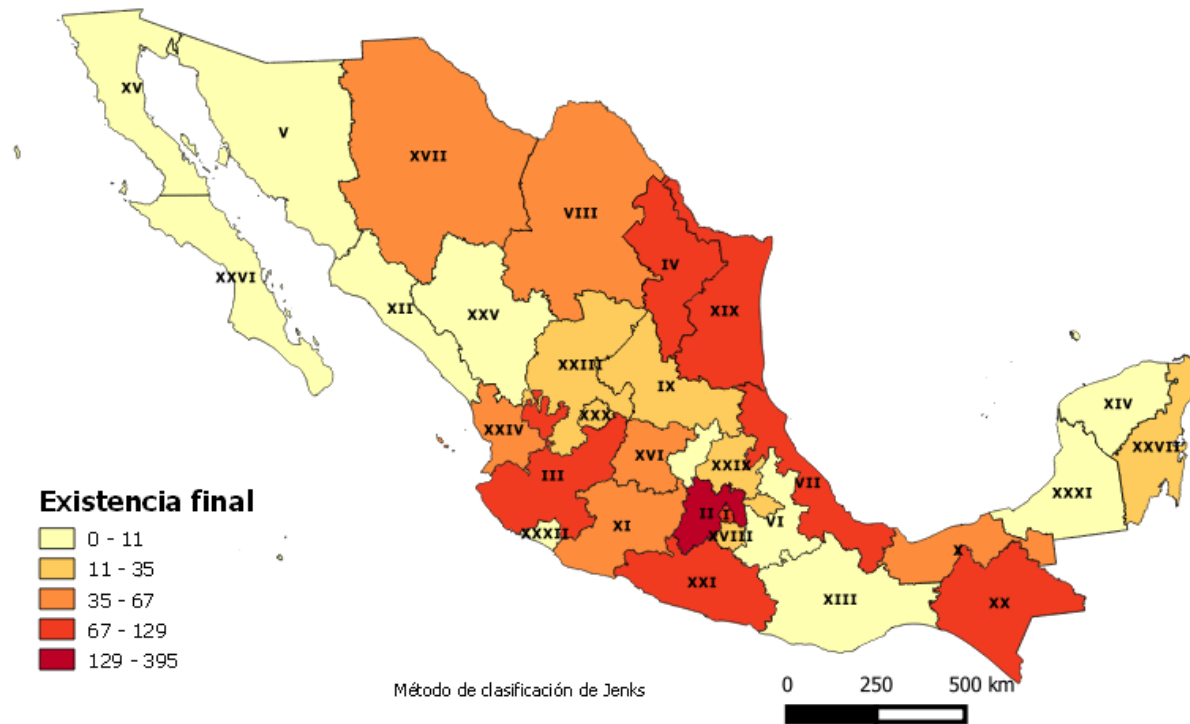 XV
V
XVII
VIII
IV
XXVI
XII
XXV
XIX
XXIII
IX
XXX
XXIV
XVI
XXIX
III
VII
II
I
VI
XI
XVIII
XXXII
XXI
XIII
X
XX
XIV
XXVII
XXXI
Existencia final
0 - 11
11 - 35
35 - 67
67 - 129
129 - 395
Método de clasificación de Jenks
0 250 500 km